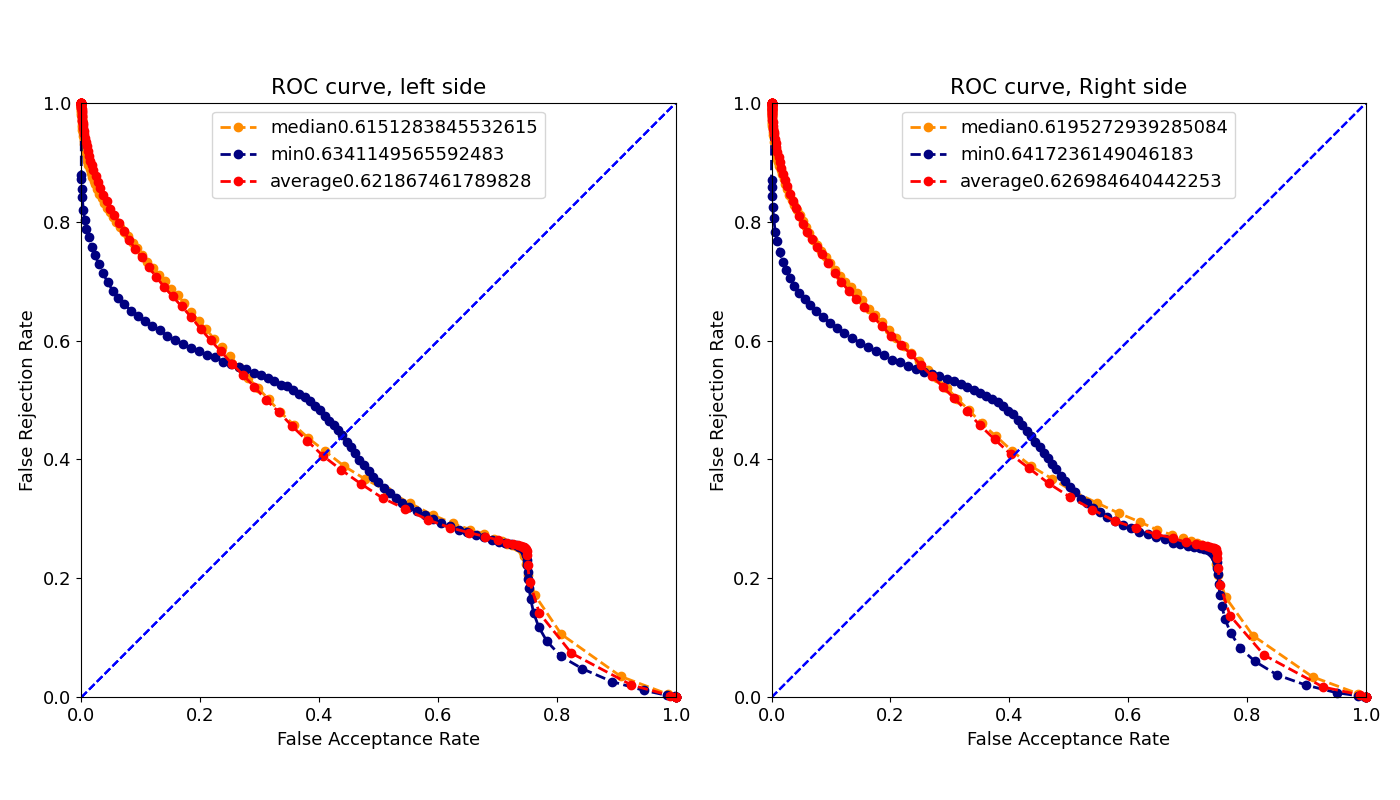 ROC curve, left side
median0.6151283845532615
min0.6341149565592483
average0.621867461789828
1.0
0.8
0.6
0.4
0.2
0.0
False Rejection Rate
0.0 0.2 0.4 0.6 0.8 1.0
False Acceptance Rate
ROC curve, Right side
median0.6195272939285084
min0.6417236149046183
average0.626984640442253
1.0
0.8
0.6
0.4
0.2
0.0
False Rejection Rate
0.0 0.2 0.4 0.6 0.8 1.0
False Acceptance Rate